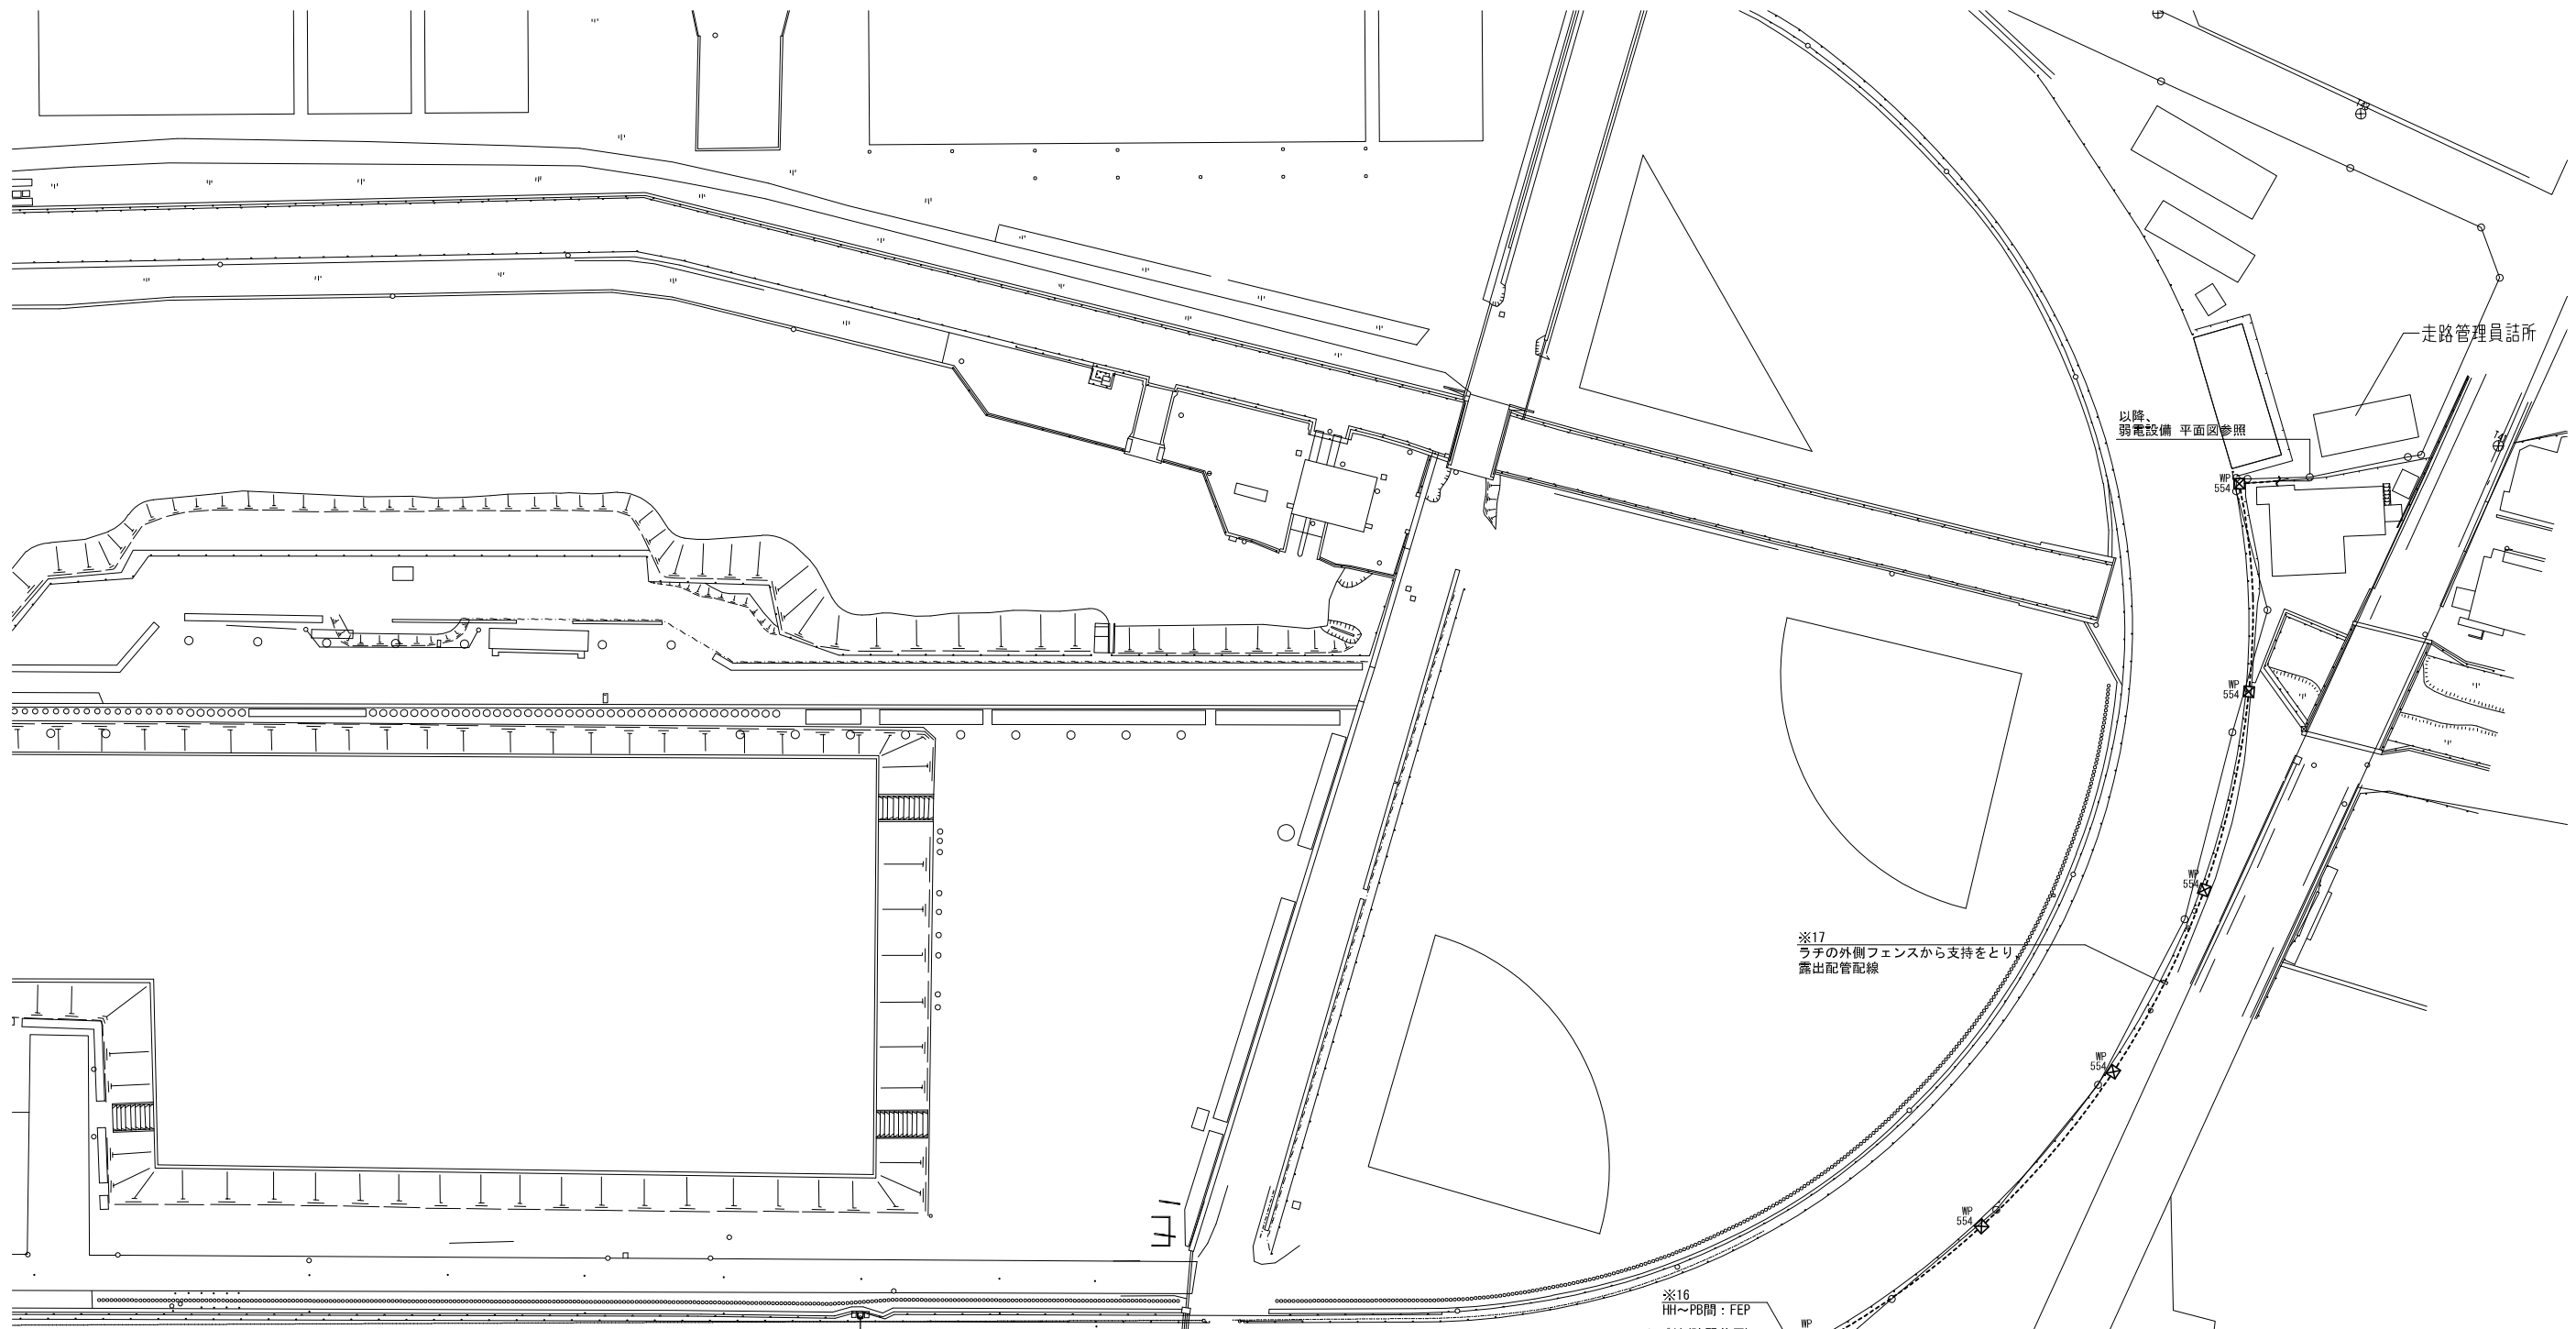 走路管理員詰所
以降、
弱電設備 平面図参照
WP
554
WP
554
WP
554
※17
ラチの外側フェンスから支持をとり、
露出配管配線
WP
554
WP
554
※16
HH～PB間：FEP
WP